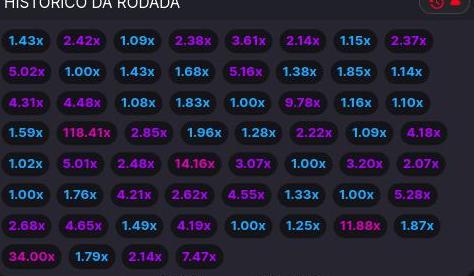 HISTÓRICO DA RODADA
1.43x 2.42x 1.09x 2.38x 3.61x 2.14x 1.15x 2.37x
5.02x 1.00x 1.43x 1.68x 5.16x 1.38x 1.85x 1.14x
4.31x 4.48x 1.08x 1.83x 1.00x 9.78x 1.16x 1.10x
1.59x 118.41x 2.85x 1.96x 1.28x 2.22x 1.09x 4.18x
1.02x 5.01x 2.48x 14.16x 3.07x 1.00x 3.20x 2.07x
1.00x 1.76x 4.21x 2.62x 4.55x 1.33x 1.00x 5.28x
2.68x 4.65x 1.49x 4.19x 1.00x 1.25x 11.88x 1.87x
34.00x 1.79x 2.14x 7.47x